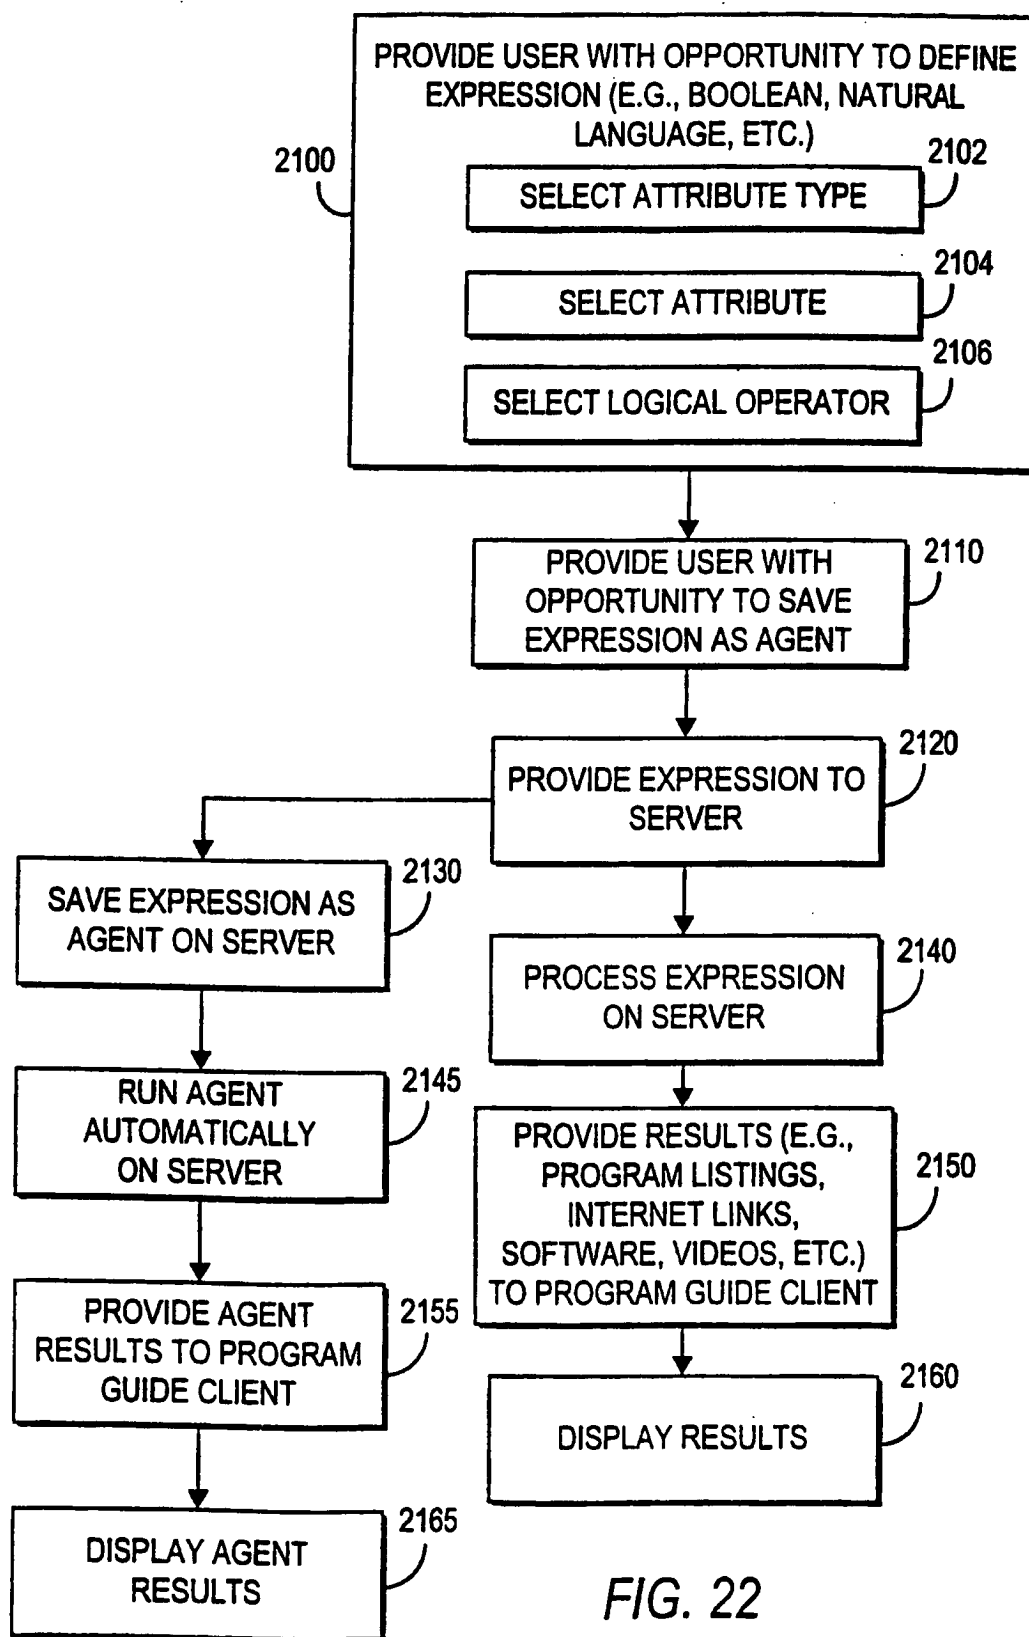 PROVIDE USER WITH OPPORTUNITY TO DEFINE
EXPRESSION (E.G., BOOLEAN, NATURAL
LANGUAGE, ETC.)
2100
2102
SELECT ATTRIBUTE TYPE
2104
SELECT ATTRIBUTE
2106
SELECT LOGICAL OPERATOR
2110
PROVIDE USER WITH
OPPORTUNITY TO SAVE
EXPRESSION AS AGENT
2120
PROVIDE EXPRESSION TO
SERVER
2130
SAVE EXPRESSION AS
AGENT ON SERVER
2140
PROCESS EXPRESSION
ON SERVER
2145
RUN AGENT
AUTOMATICALLY
ON SERVER
2150
PROVIDE RESULTS (E.G.,
PROGRAM LISTINGS,
INTERNET LINKS,
SOFTWARE, VIDEOS, ETC.)
TO PROGRAM GUIDE CLIENT
2155
PROVIDE AGENT
RESULTS TO PROGRAM
GUIDE CLIENT
2160
DISPLAY RESULTS
2165
DISPLAY AGENT
RESULTS
FIG. 22